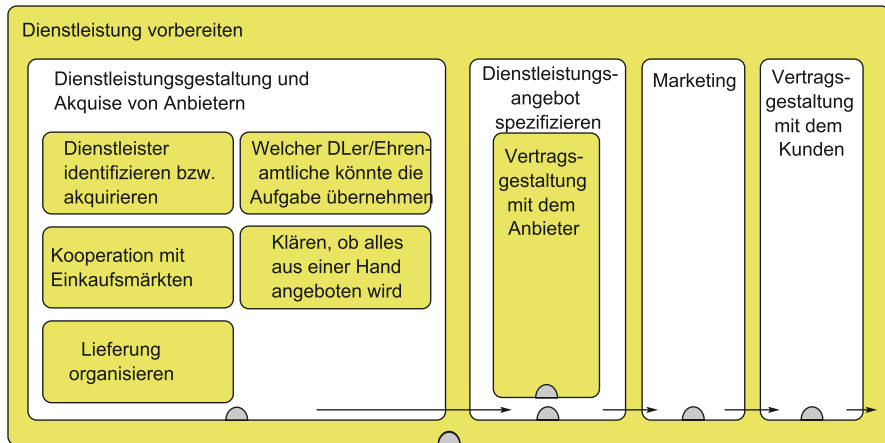 Dienstleistung vorbereiten
Dienstleistungsgestaltung und
Akquise von Anbietern
Dienstleister
identifizieren bzw.
akquirieren
Welcher DLer/Ehren-
amtliche könnte die
Aufgabe übernehmen
Kooperation mit
Einkaufsmärkten
Klären, ob alles
aus einer Hand
angeboten wird
Lieferung
organisieren
Dienstleistungs-
angebot
spezifizieren
Vertrags-
gestaltung
mit dem
Anbieter
Marketing
Vertrags-
gestaltung
mit dem
Kunden